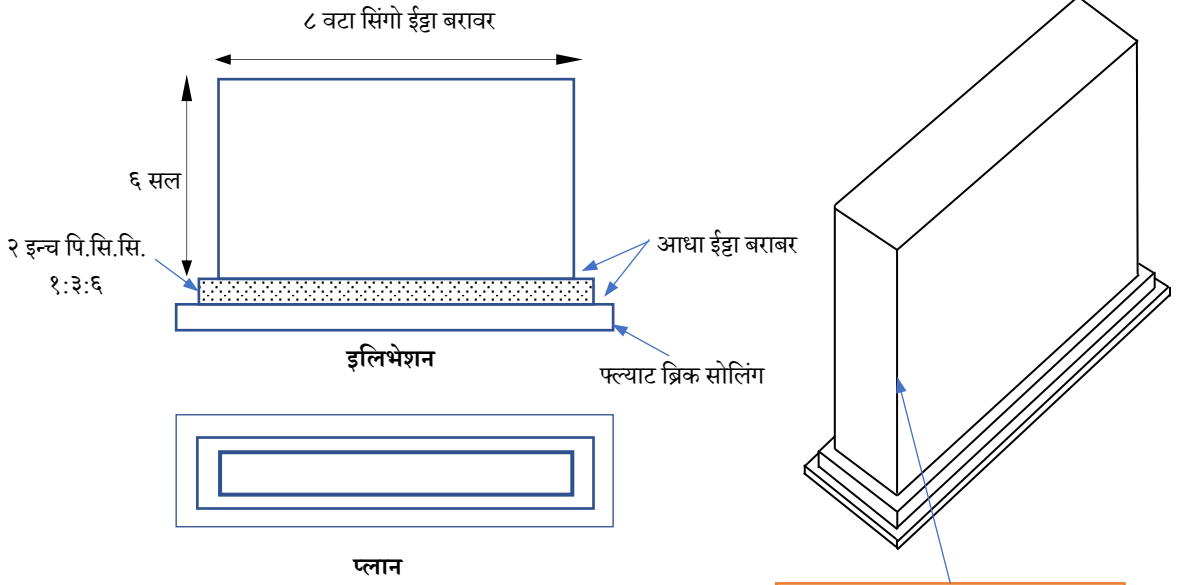 ८ वटा सिंगो ईट्टा बरावर
६ सल
२ इन्च पि.सि.सि.
१:३:६
आधा ईट्टा बराबर
फ्ल्याट ब्रिक सोलिंग
इलिभेशन
प्लान